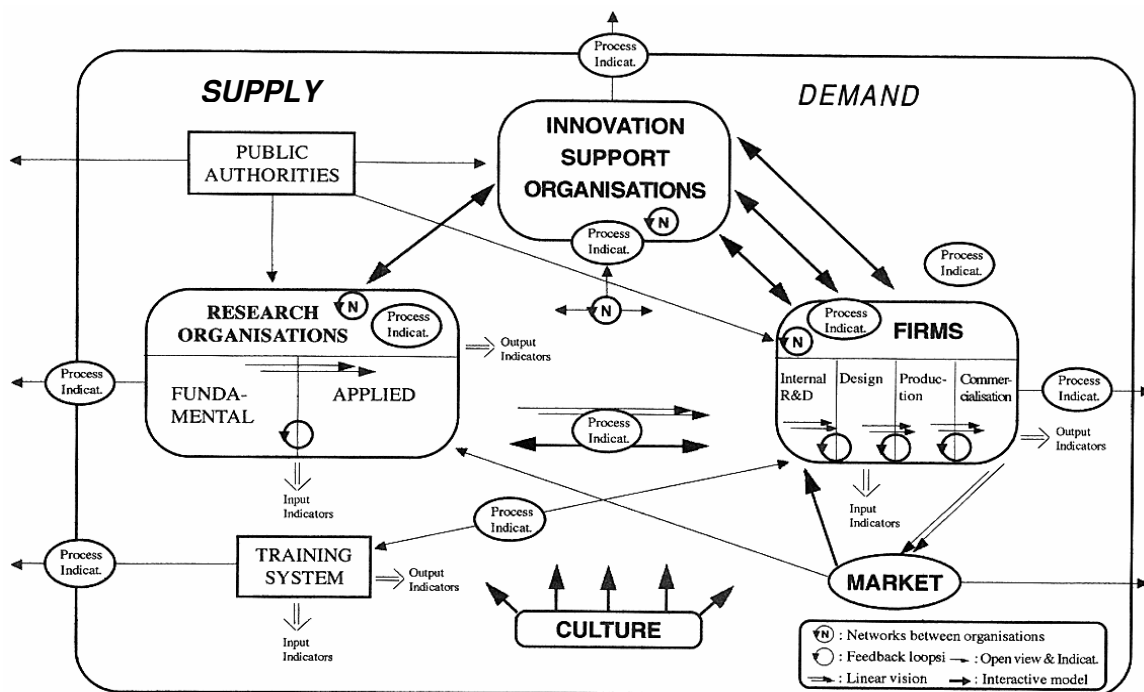 Process
Indicat.
SUPPLY
DEMAND
INNOVATION
SUPPORT
ORGANISATIONS
N
PUBLIC
AUTHORITIES
Process
Indicat.
Process
Indicat.
N
RESEARCH
ORGANISATIONS
N
Process
Indicat.
FUNDA-
MENTAL
APPLIED
Output
Indicators
Process
Indicat.
Input
Indicators
Process
Indicat.
FIRMS
N
Internal
R&D
Design
Produc-
tion
Commer-
cialisation
Process
Indicat.
Output
Indicators
Input
Indicators
Process
Indicat.
Process
Indicat.
Process
Indicat.
TRAINING
SYSTEM
Output
Indicators
Input
Indicators
CULTURE
MARKET
N : Networks between organisations
: Feedback loopsi
: Open view & Indicat.
: Linear vision
: Interactive model